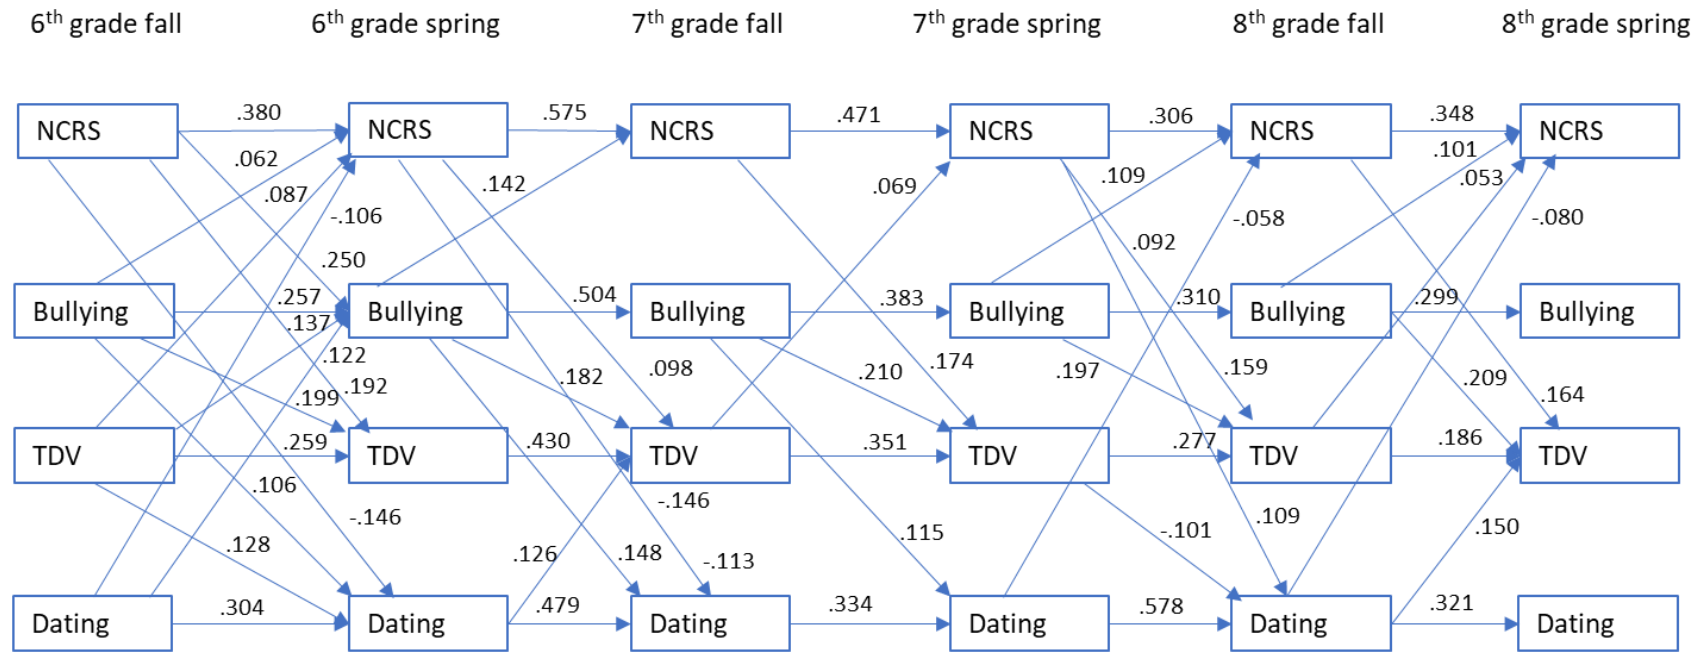 6th grade fall 6th grade spring 7th grade fall 7th grade spring 8th grade fall 8th grade spring
.380 .575 .471 .306 .348
NCRS NCRS NCRS NCRS NCRS NCRS
.062 .101
.087 .142 .069 .109 .053
-.106 -.058 -.080
.092
.250
.257 .504 .383 .310 .299
Bullying Bullying Bullying Bullying Bullying Bullying
.137
.122 .174
.192 .182 .098 .210 .197 .159 .209
.199 .164
.259 .430 .351 .277 .186
TDV TDV TDV TDV TDV TDV
.106 -.146
-.146 .109 .150
.128 .126 .148 -.113 .115 -.101
.304 .479 .334 .578 .321
Dating Dating Dating Dating Dating Dating